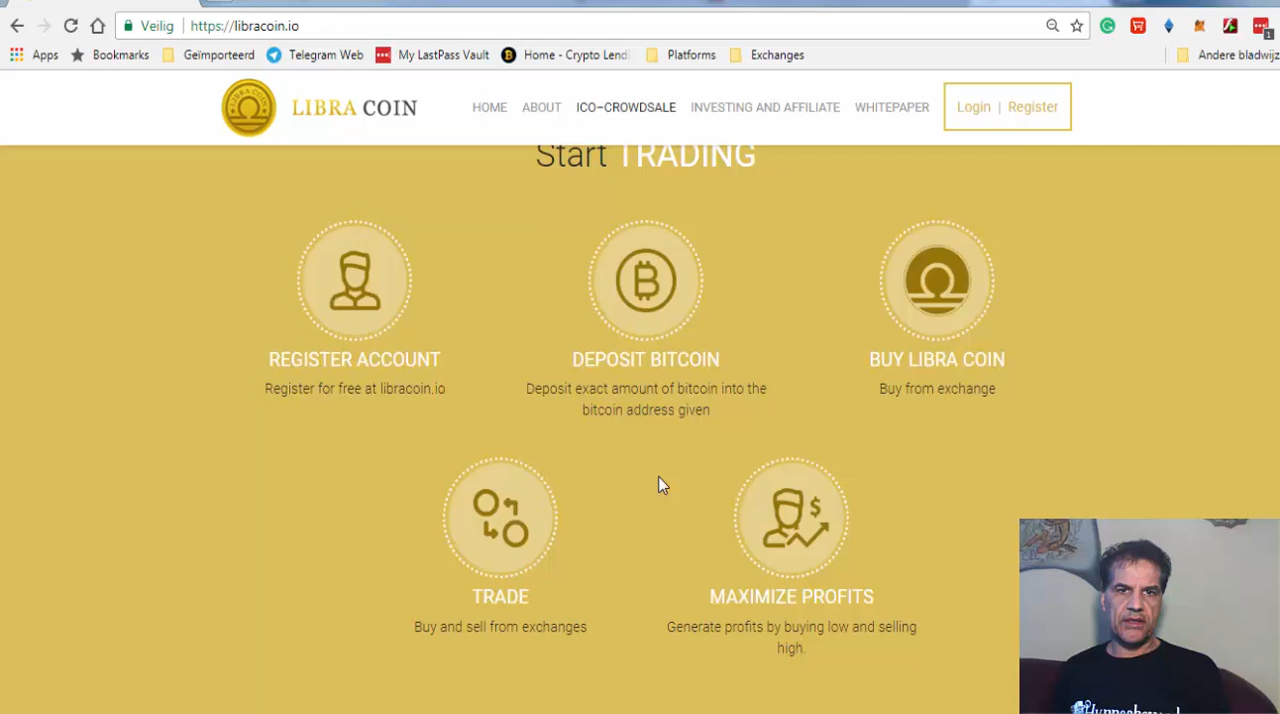 Veilig https://libracoin.io
1
Apps Bookmarks Geïmporteerd Telegram Web My LastPass Vault Home - Crypto Lendi Platforms Exchanges Andere bladwijz
LIBRA COIN HOME ABOUT ICO-CROWDSALE INVESTING AND AFFILIATE WHITEPAPER Login | Register
Start TRADING
REGISTER ACCOUNT DEPOSIT BITCOIN BUY LIBRA COIN
Register for free at libracoin.io Deposit exact amount of bitcoin into the Buy from exchange
bitcoin address given
TRADE MAXIMIZE PROFITS
Buy and sell from exchanges Generate profits by buying low and selling
high.